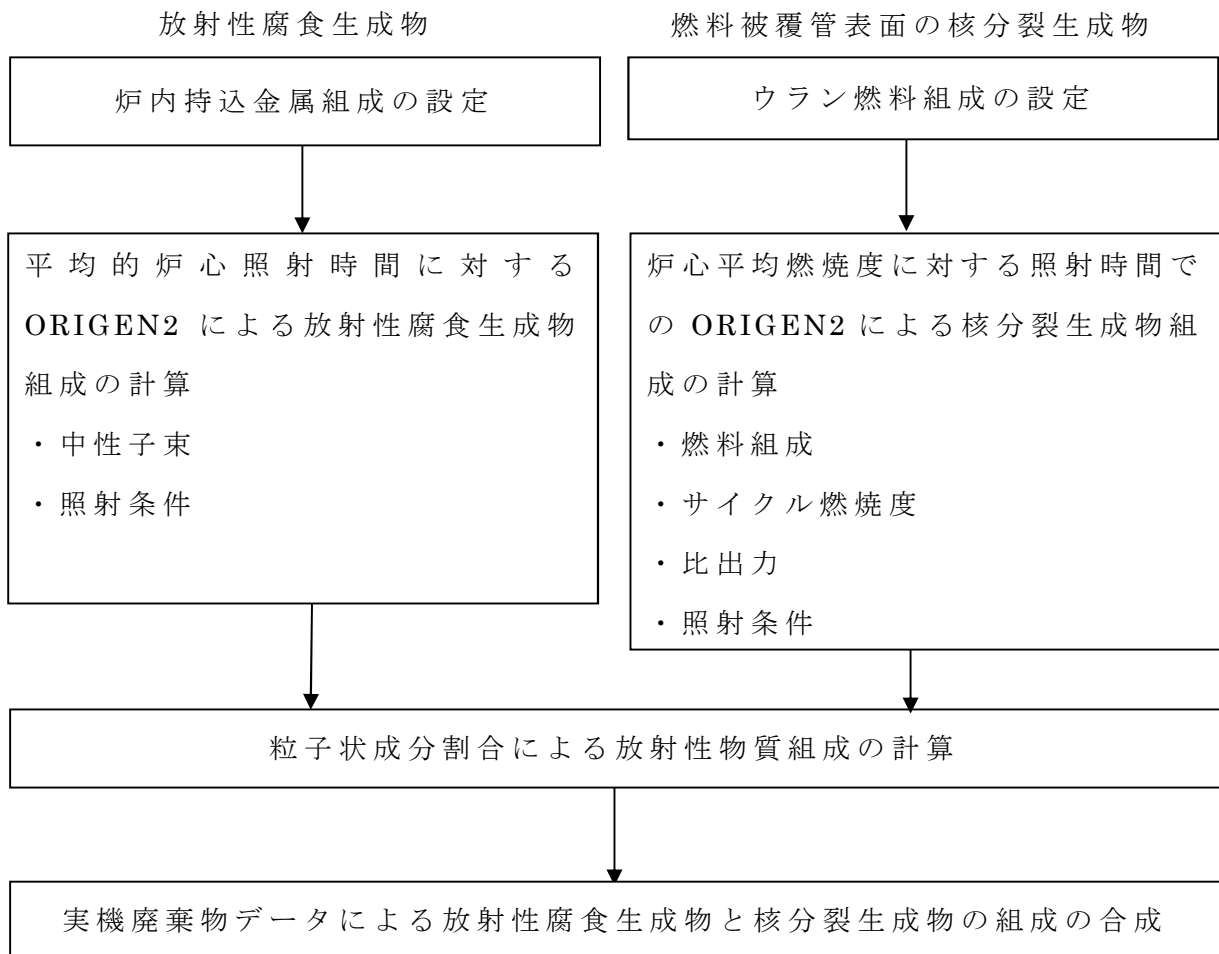 放射性腐食生成物
炉内持込金属組成の設定
平均的炉心照射時間に対する
ORIGEN2 による放射性腐食生成物
組成の計算
・中性子束
・照射条件
燃料被覆管表面の核分裂生成物
ウラン燃料組成の設定
炉心平均燃焼度に対する照射時間で
の ORIGEN2 による核分裂生成物組
成の計算
・燃料組成
・サイクル燃焼度
・比出力
・照射条件
粒子状成分割合による放射性物質組成の計算
実機廃棄物データによる放射性腐食生成物と核分裂生成物の組成の合成